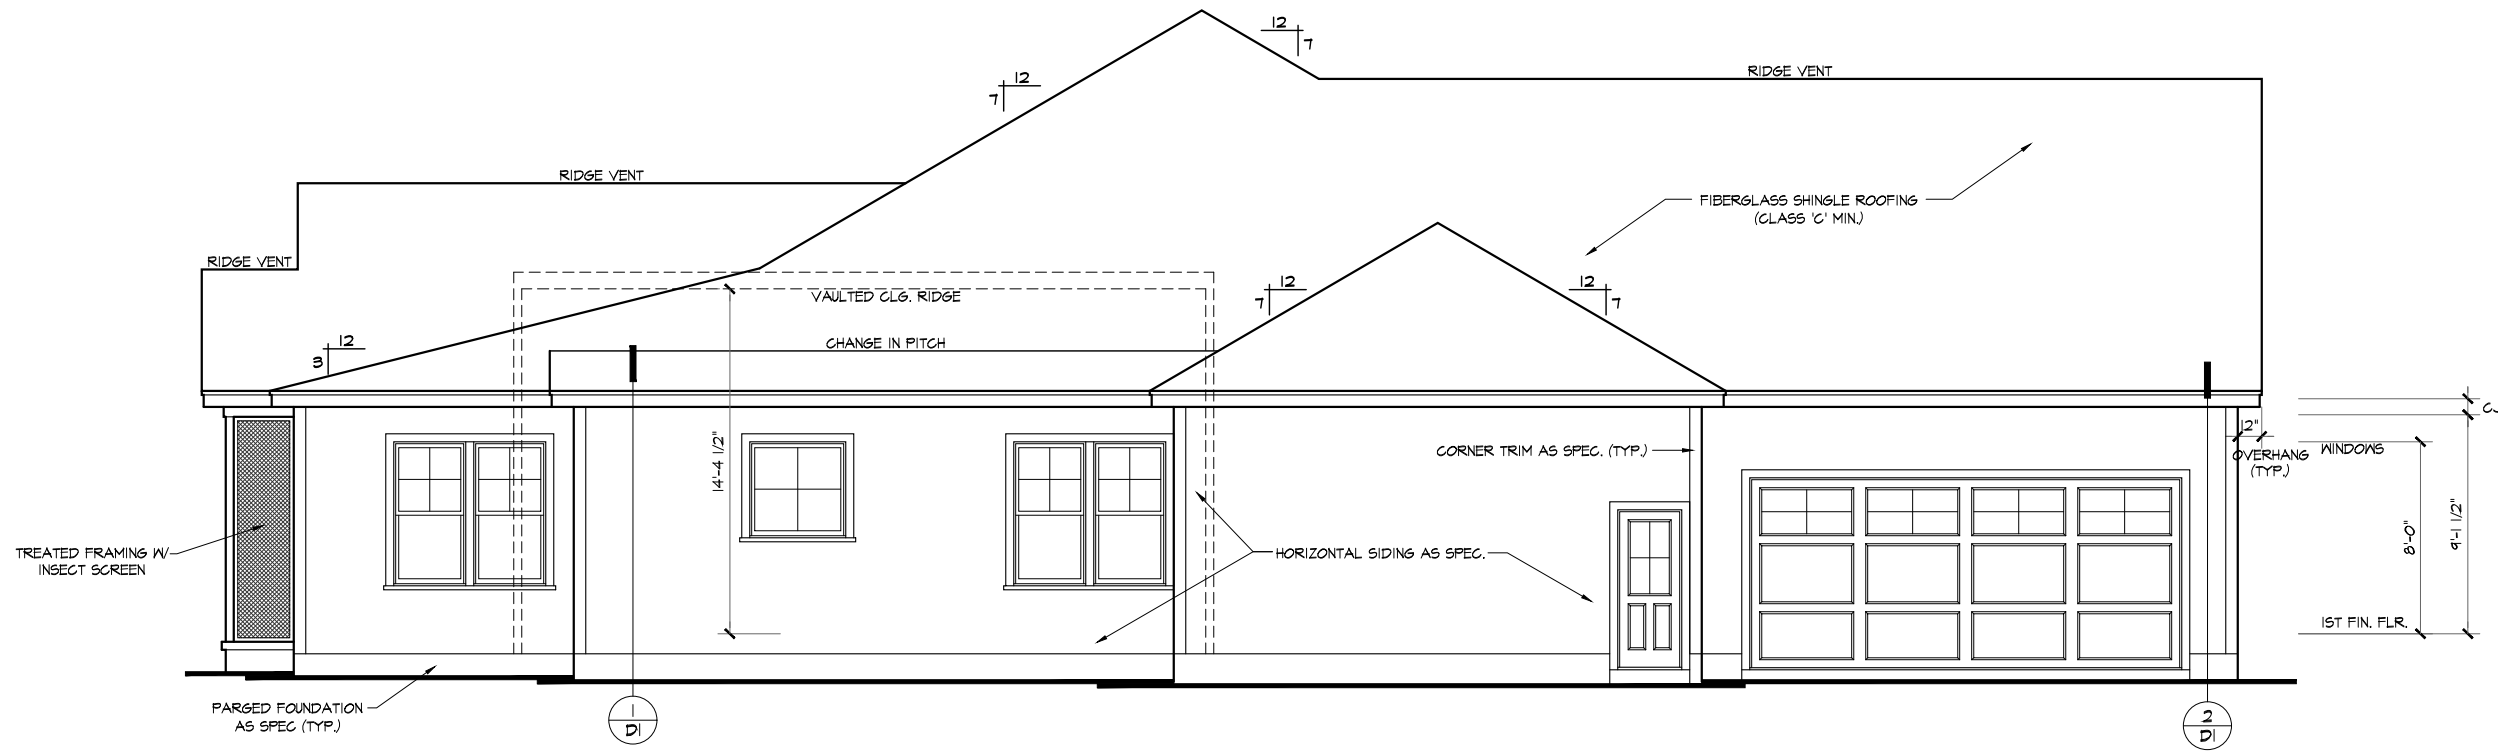 12
7
12
7
RIDGE VENT
RIDGE VENT
FIBERGLASS SHINGLE ROOFING
(CLASS 'C' MIN.)
RIDGE VENT
12
7
12
7
VAULTED CLG. RIDGE
12
3
CHANGE IN PITCH
14'-4 1/2"
12"
OVERHANG
(TYP.)
WINDOWS
CORNER TRIM AS SPEC. (TYP.)
8'-0"
9'-1 1/2"
TREATED FRAMING W/
INSECT SCREEN
HORIZONTAL SIDING AS SPEC.
1ST FIN. FLR.
PARGED FOUNDATION
AS SPEC (TYP.)
1
D1
2
D1